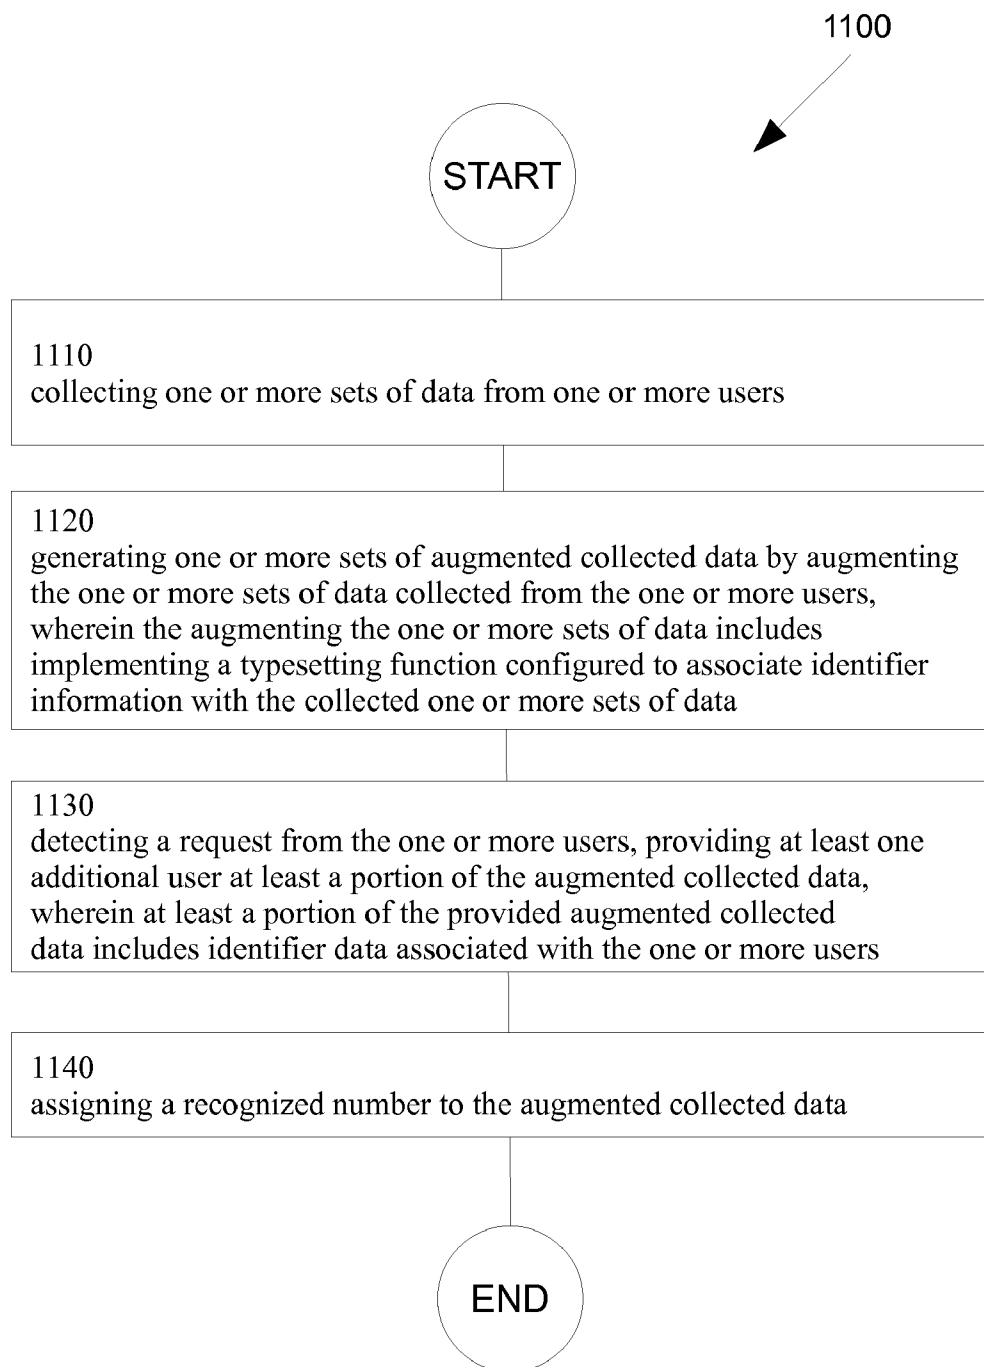 1100
START
1110
collecting one or more sets of data from one or more users
1120
generating one or more sets of augmented collected data by augmenting
the one or more sets of data collected from the one or more users,
wherein the augmenting the one or more sets of data includes
implementing a typesetting function configured to associate identifier
information with the collected one or more sets of data
1130
detecting a request from the one or more users, providing at least one
additional user at least a portion of the augmented collected data,
wherein at least a portion of the provided augmented collected
data includes identifier data associated with the one or more users
1140
assigning a recognized number to the augmented collected data
END